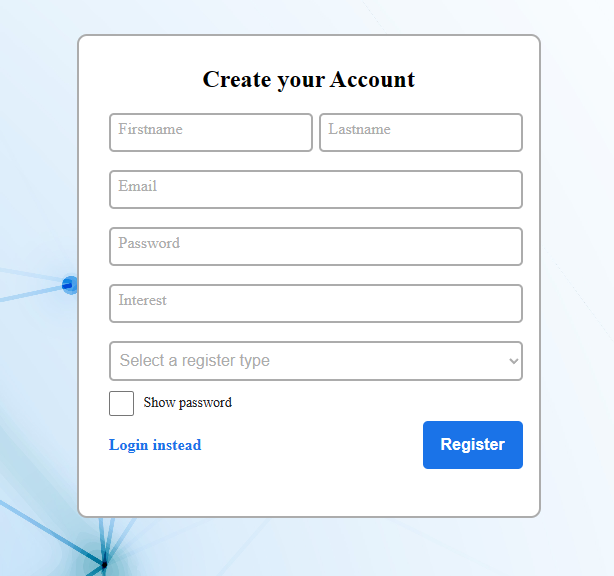 Create your Account
Firstname Lastname
Email
Password
Interest
Select a register type
Show password
Login instead Register